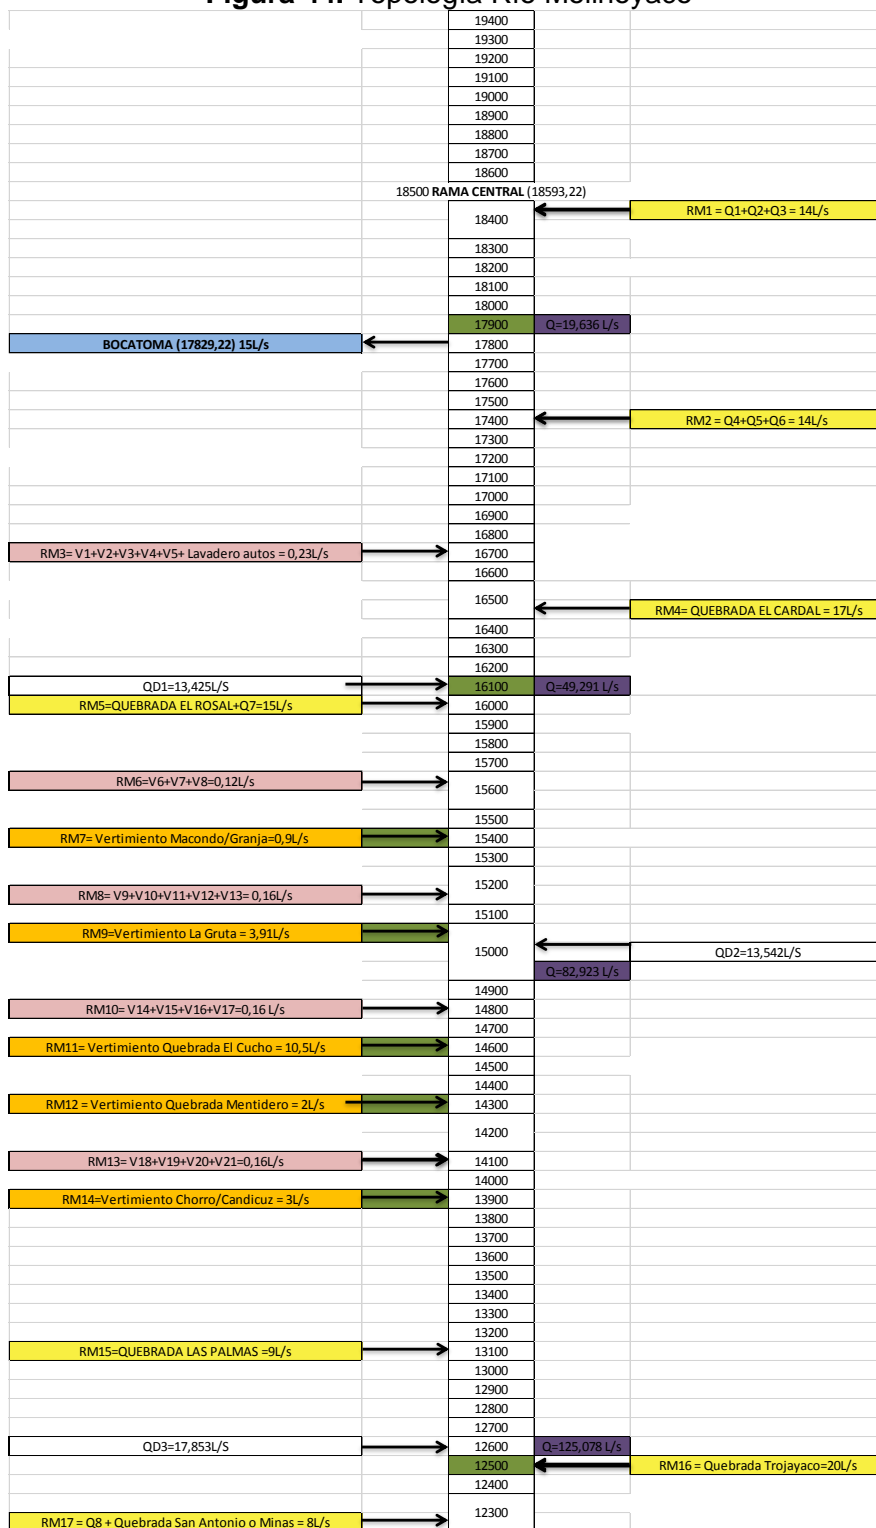 Figura 44. Topología Río Molinoyaco
19400
19300
19200
19100
19000
18900
18800
18700
18600
18500 RAMA CENTRAL (18593,22)
RM1 = Q1+Q2+Q3 = 14L/s
18400
18300
18200
18100
18000
17900 Q=19,636 L/s
BOCATOMA (17829,22) 15L/s 17800
17700
17600
17500
17400 RM2 = Q4+Q5+Q6 = 14L/s
17300
17200
17100
17000
16900
16800
RM3= V1+V2+V3+V4+V5+ Lavadero autos = 0,23L/s 16700
16600
16500
RM4= QUEBRADA EL CARDAL = 17L/s
16400
16300
16200
QD1=13,425L/S 16100 Q=49,291 L/s
RM5=QUEBRADA EL ROSAL+Q7=15L/s 16000
15900
15800
15700
RM6=V6+V7+V8=0,12L/s
15600
15500
RM7= Vertimiento Macondo/Granja=0,9L/s 15400
15300
15200
RM8= V9+V10+V11+V12+V13= 0,16L/s
15100
RM9=Vertimiento La Gruta = 3,91L/s
15000 QD2=13,542L/S
Q=82,923 L/s
14900
RM10= V14+V15+V16+V17=0,16 L/s 14800
14700
RM11= Vertimiento Quebrada El Cucho = 10,5L/s 14600
14500
14400
RM12 = Vertimiento Quebrada Mentidero = 2L/s 14300
14200
RM13= V18+V19+V20+V21=0,16L/s 14100
14000
RM14=Vertimiento Chorro/Candicuz = 3L/s 13900
13800
13700
13600
13500
13400
13300
13200
RM15=QUEBRADA LAS PALMAS =9L/s 13100
13000
12900
12800
12700
QD3=17,853L/S 12600 Q=125,078 L/s
12500 RM16 = Quebrada Trojayaco=20L/s
12400
12300
RM17 = Q8 + Quebrada San Antonio o Minas = 8L/s